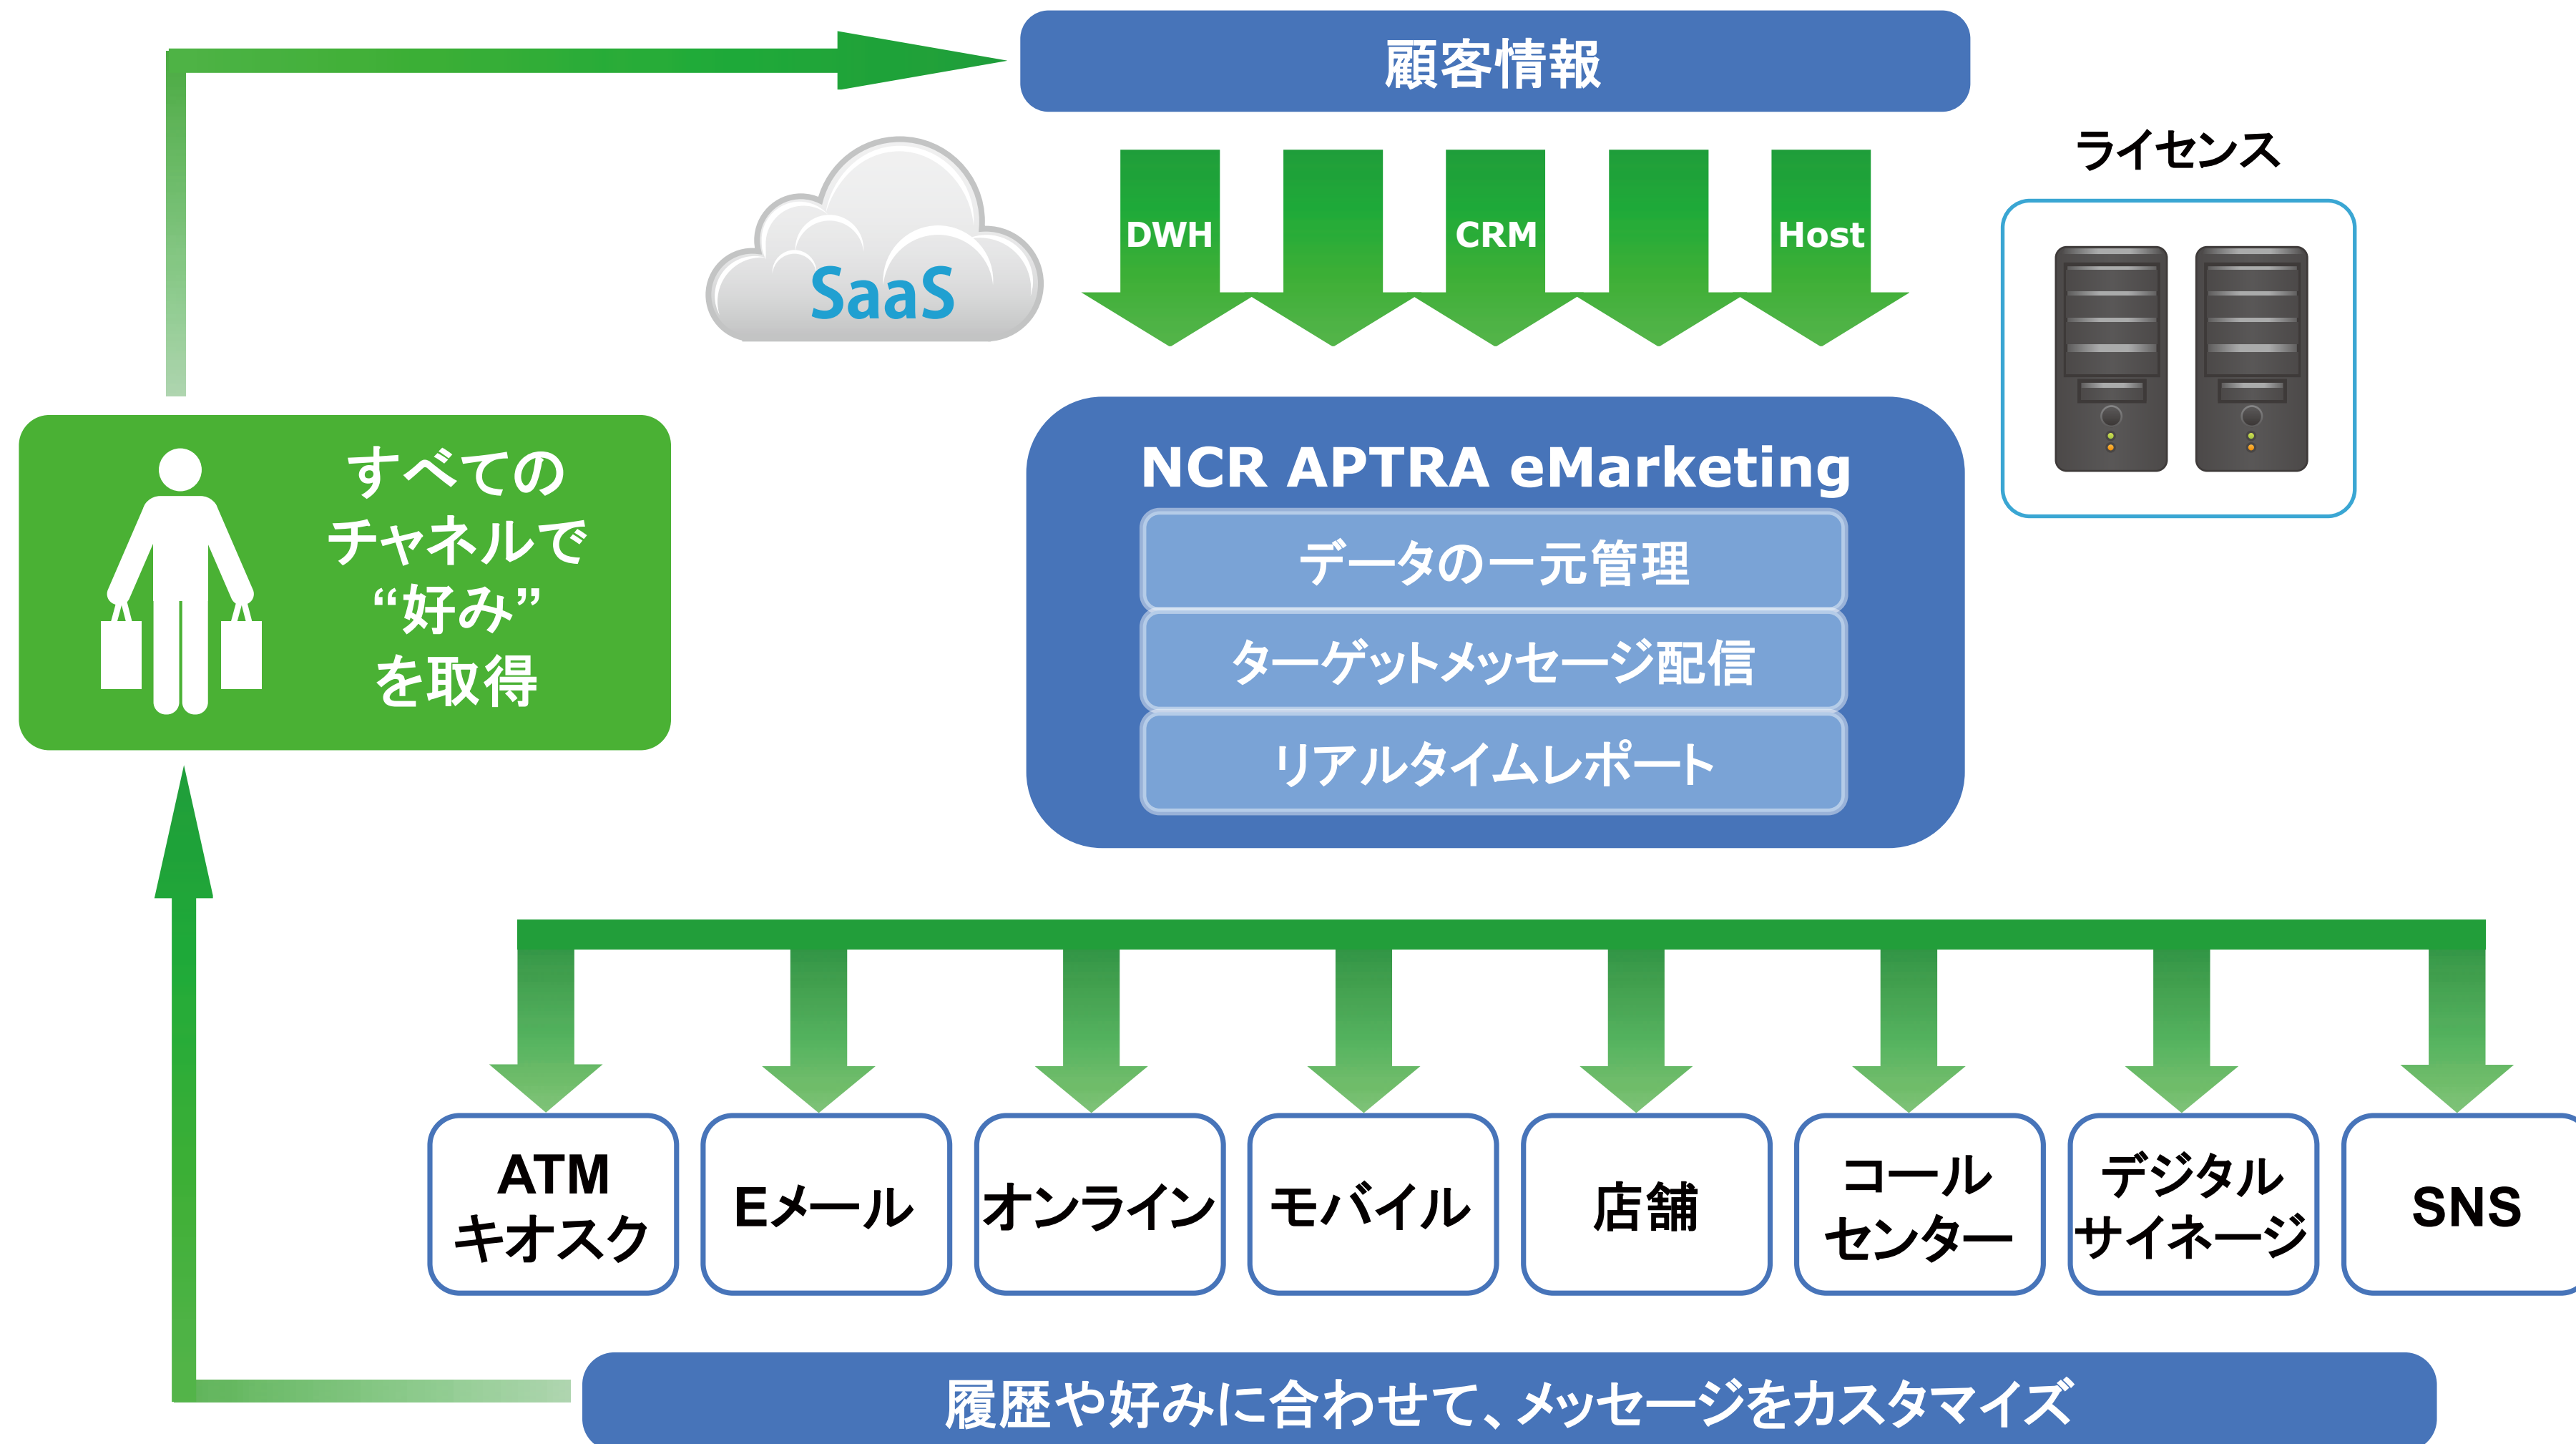 顧客情報
ライセンス
DWH
CRM
Host
SaaS
すべての
チャネルで
“好み”
を取得
NCR APTRA eMarketing
データの一元管理
ターゲットメッセージ配信
リアルタイムレポート
ATM
キオスク
Eメール
オンライン
モバイル
店舗
コール
センター
デジタル
サイネージ
SNS
履歴や好みに合わせて、メッセージをカスタマイズ